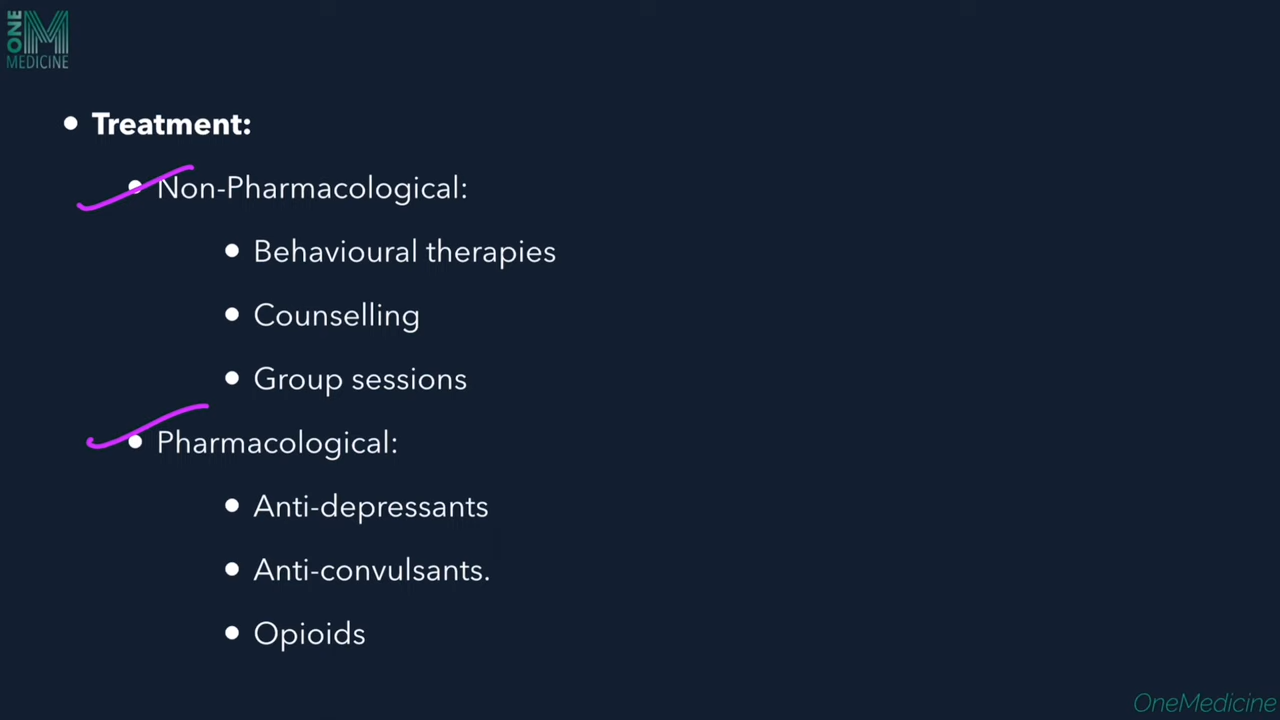 ONE
M
MEDICINE
• Treatment:
• Non-Pharmacological:
• Behavioural therapies
• Counselling
• Group sessions
• Pharmacological:
• Anti-depressants
• Anti-convulsants.
• Opioids
OneMedicine